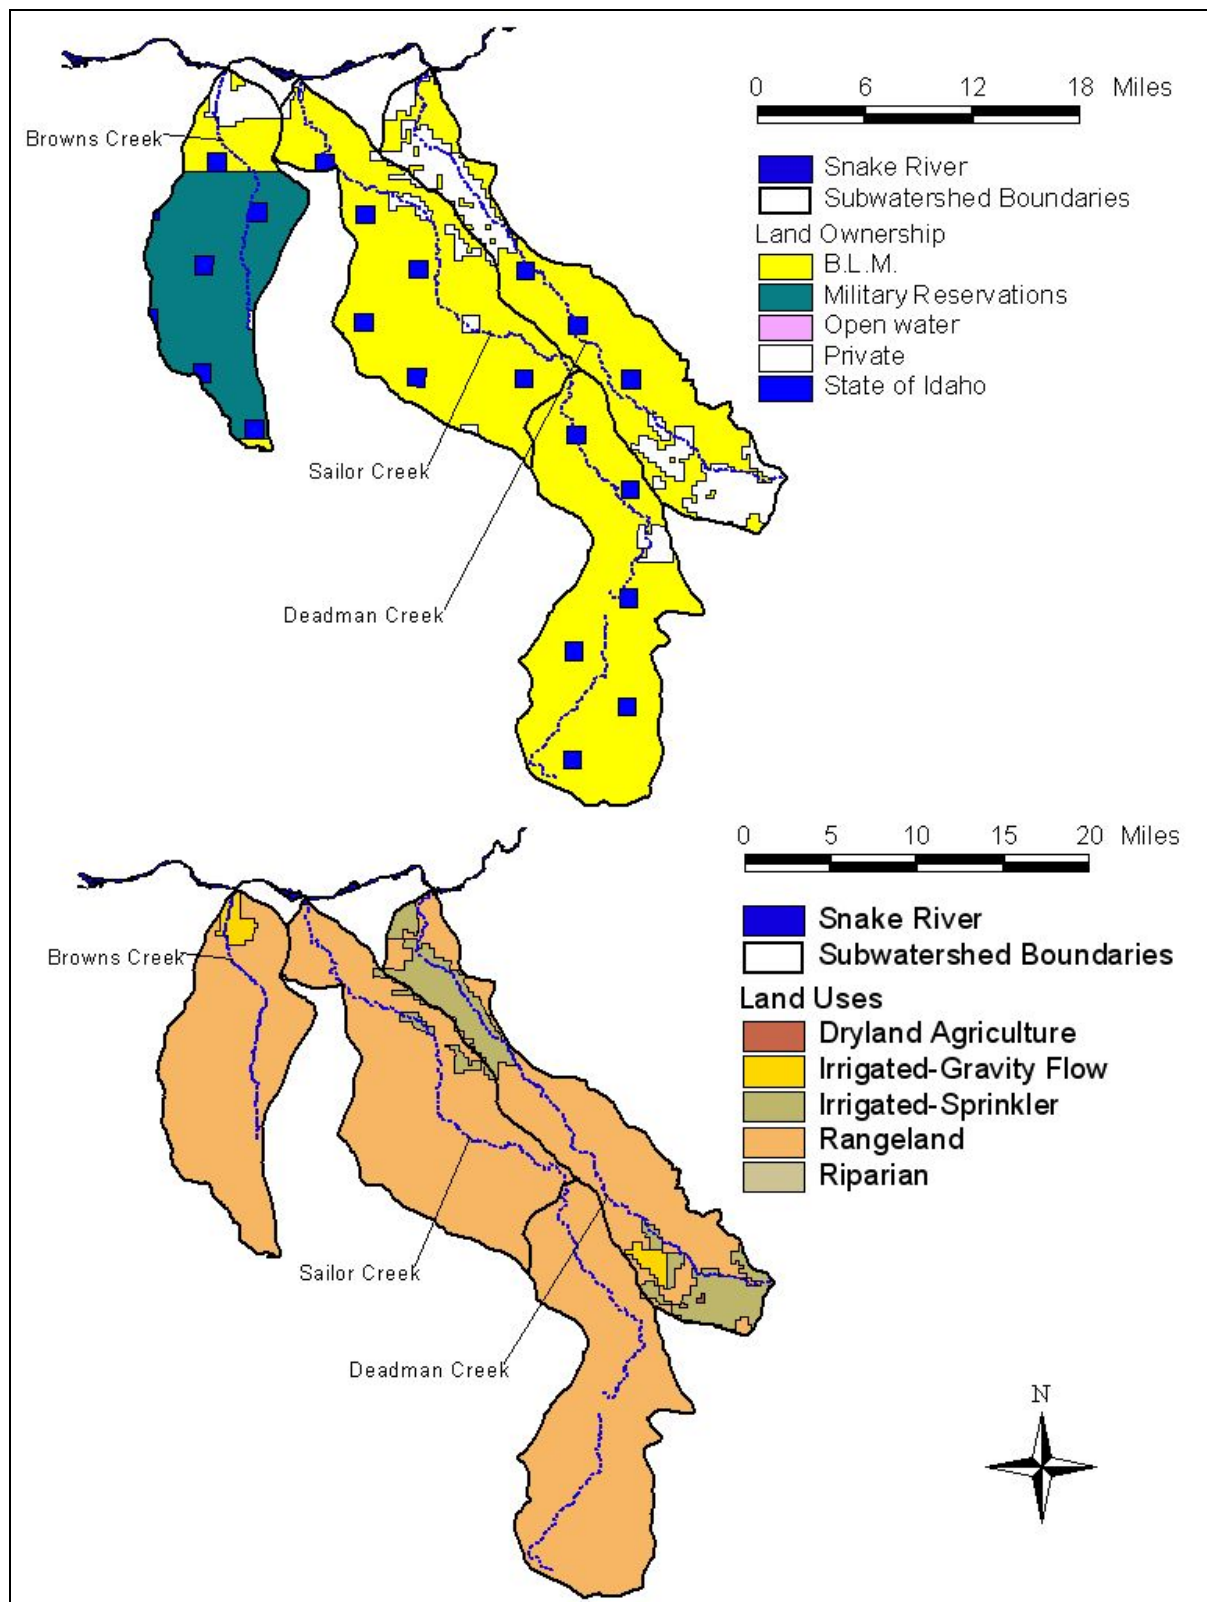 0 6 12 18 Miles
Browns Creek
Snake River
Subwatershed Boundaries
Land Ownership
B.L.M.
Military Reservations
Open water
Private
State of Idaho
Sailor Creek
Deadman Creek
0 5 10 15 20 Miles
Snake River
Subwatershed Boundaries
Browns Creek
Land Uses
Dryland Agriculture
Irrigated-Gravity Flow
Irrigated-Sprinkler
Rangeland
Riparian
Sailor Creek
Deadman Creek
N